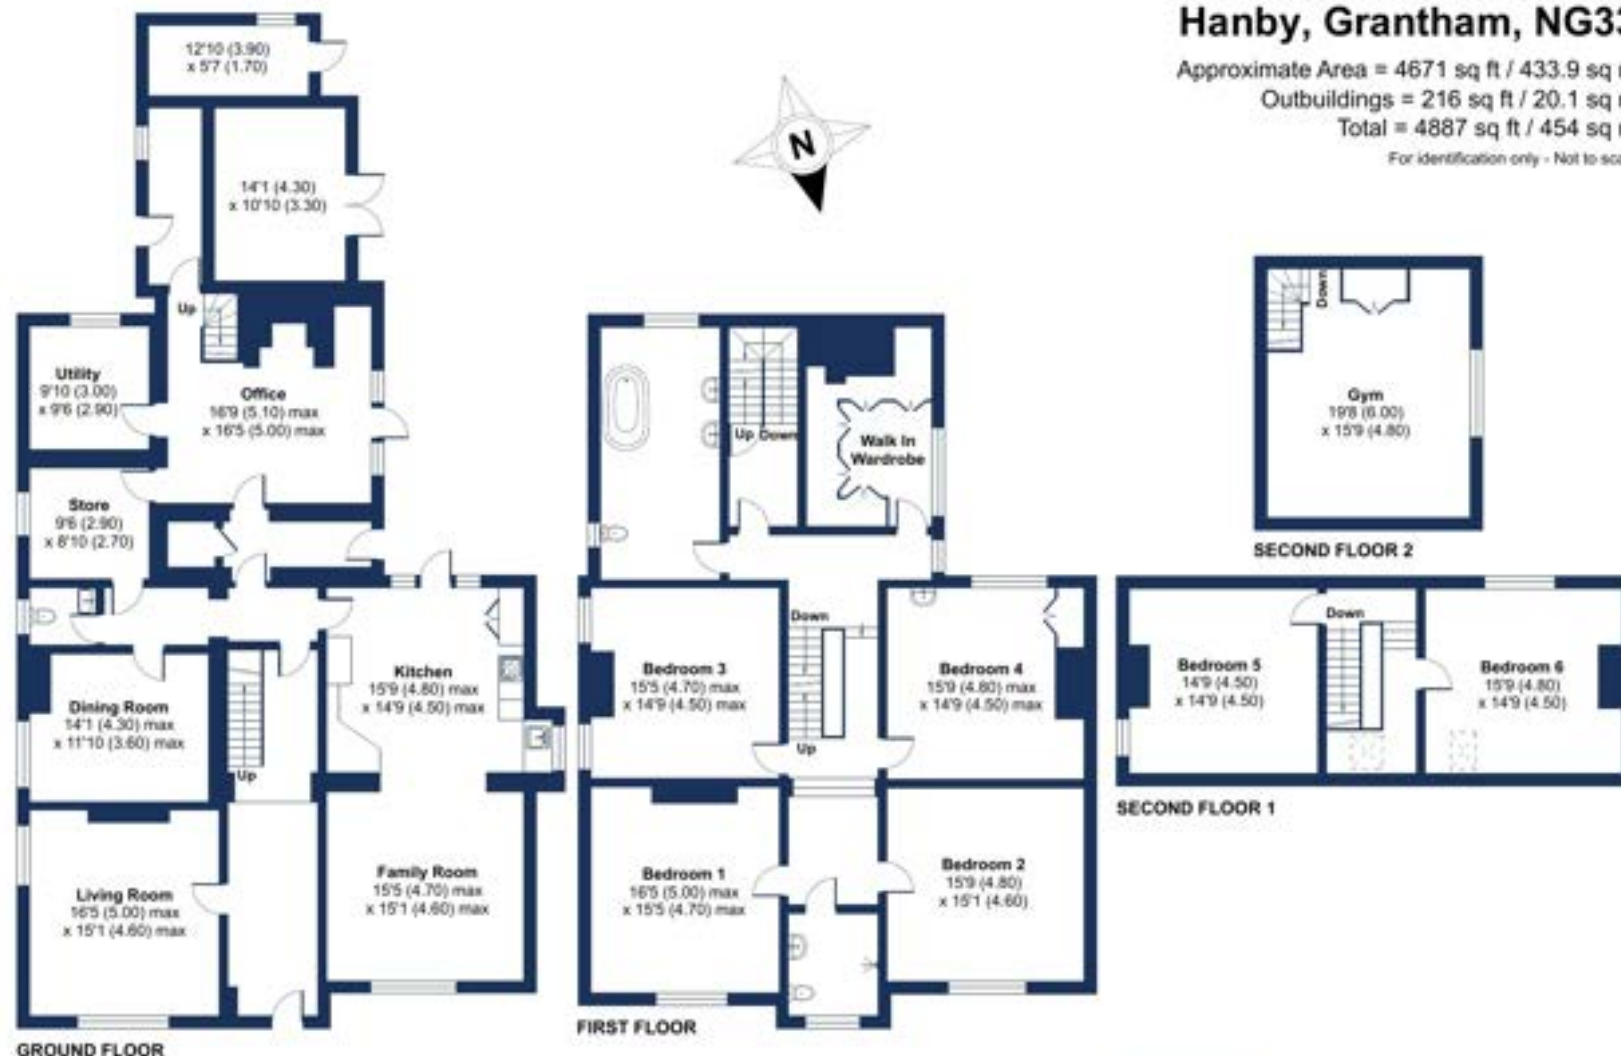 Hanby, Grantham, NG33
Approximate Area = 4671 sq ft / 433.9 sq
Outbuildings = 216 sq ft / 20.1 sq
Total = 4887 sq ft / 454 sq
For identification only - Not to sca
12'10 (3.90)
x 5'7 (1.70)
14'1 (4.30)
x 10'10 (3.30)
N
Up
Utility
9'10 (3.00)
x 9'6 (2.90)
Office
16'9 (5.10) max
x 16'5 (5.00) max
Store
9'6 (2.90)
x 8'10 (2.70)
Kitchen
15'9 (4.80) max
x 14'9 (4.50) max
Dining Room
14'1 (4.30) max
x 11'10 (3.60) max
Up
Living Room
16'5 (5.00) max
x 15'1 (4.60) max
Family Room
15'5 (4.70) max
x 15'1 (4.60) max
GROUND FLOOR
Up Down
Walk In
Wardrobe
Down
Bedroom 3
15'5 (4.70) max
x 14'9 (4.50) max
Bedroom 4
15'9 (4.80) max
x 14'9 (4.50) max
Up
Bedroom 1
16'5 (5.00) max
x 15'5 (4.70) max
Bedroom 2
15'9 (4.80)
x 15'1 (4.60)
FIRST FLOOR
Down
Gym
19'8 (6.00)
x 15'9 (4.80)
SECOND FLOOR 2
Down
Bedroom 5
14'9 (4.50)
x 14'9 (4.50)
Bedroom 6
15'9 (4.80)
x 14'9 (4.50)
SECOND FLOOR 1